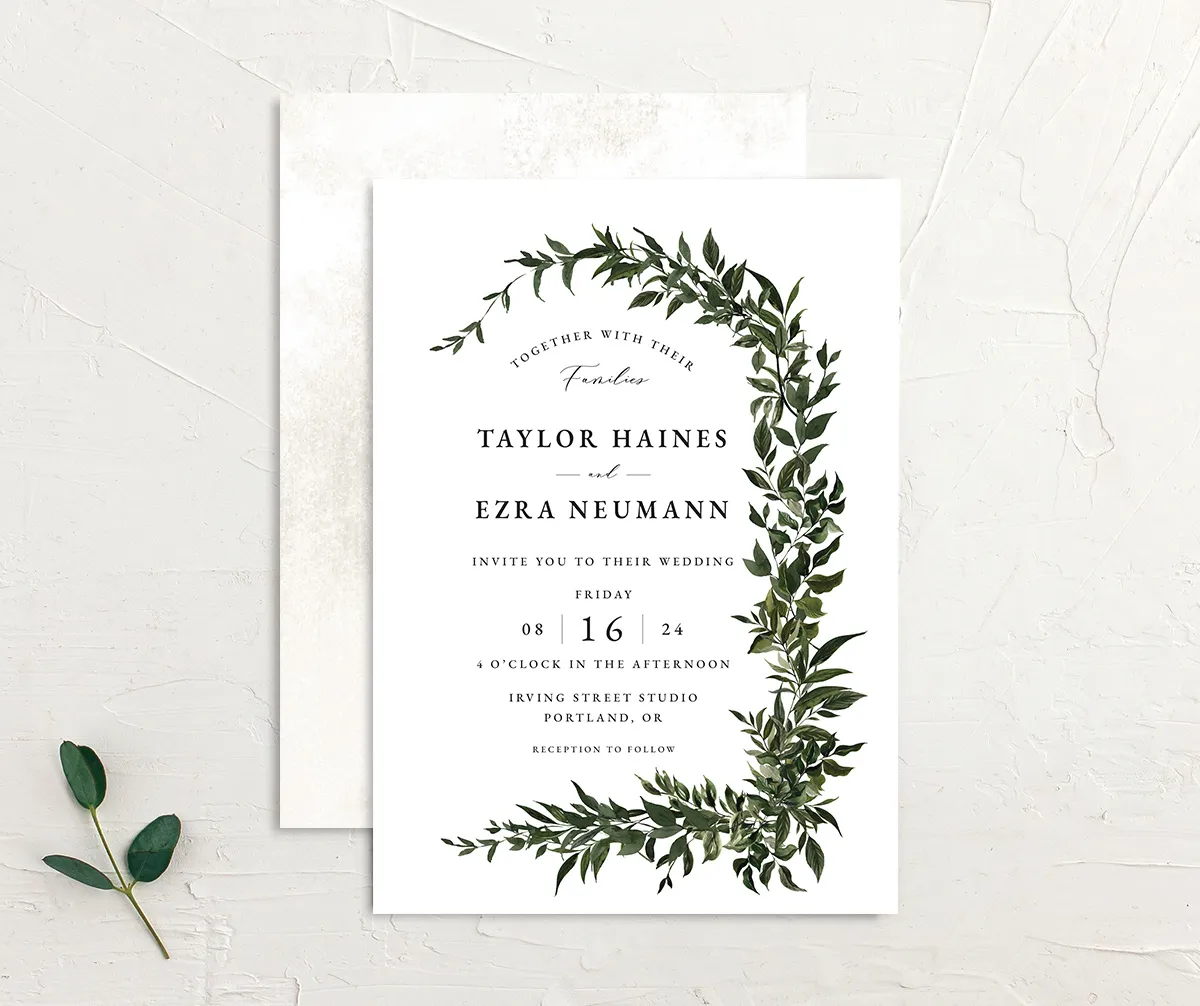 TOGETHER WITH THEIR
Families
TAYLOR HAINES
and
EZRA NEUMANN
INVITE YOU TO THEIR WEDDING
FRIDAY
08 | 16 | 24
4 O'CLOCK IN THE AFTERNOON
IRVING STREET STUDIO
PORTLAND, OR
RECEPTION TO FOLLOW